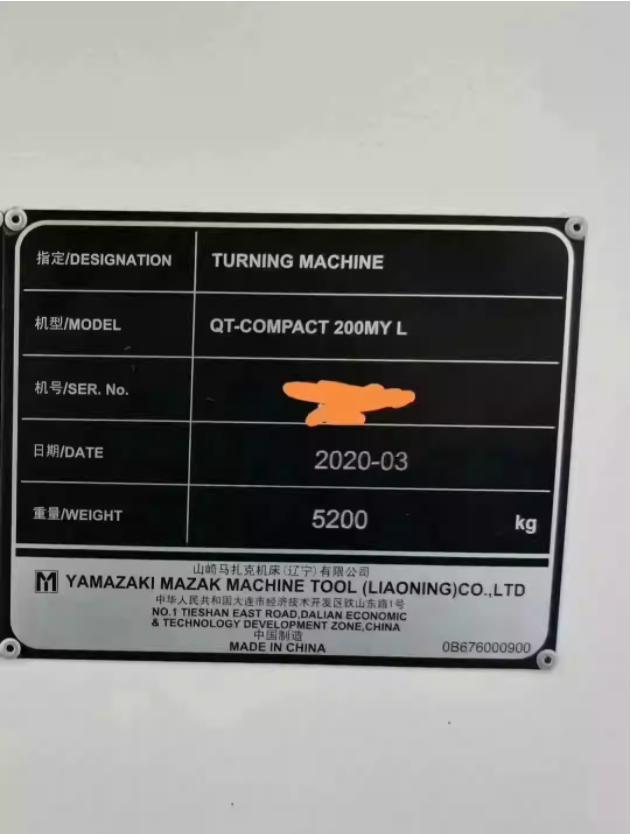 指定/DESIGNATION TURNING MACHINE
机型/MODEL QT-COMPACT 200MY L
机号/SER. No.
日期/DATE 2020-03
重量/WEIGHT 5200 kg
山崎马扎克机床(辽宁)有限公司
M YAMAZAKI MAZAK MACHINE TOOL (LIAONING)CO.,LTD
中华人民共和国大连市经济技术开发区铁山东路1号
NO.1 TIESHAN EAST ROAD,DALIAN ECONOMIC
& TECHNOLOGY DEVELOPMENT ZONE,CHINA
中国制造
MADE IN CHINA 0B676000900